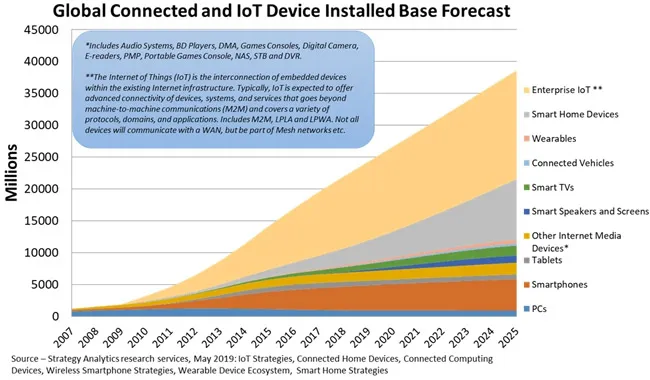 Global Connected and IoT Device Installed Base Forecast
45000
40000
35000
30000
25000
20000
15000
10000
5000
0
Millions
*Includes Audio Systems, BD Players, DMA, Games Consoles, Digital Camera,
E-readers, PMP, Portable Games Console, NAS, STB and DVR.
**The Internet of Things (IoT) is the interconnection of embedded devices
within the existing Internet infrastructure. Typically, IoT is expected to offer
advanced connectivity of devices, systems, and services that goes beyond
machine-to-machine communications (M2M) and covers a variety of
protocols, domains, and applications. Includes M2M, LPLA and LPWA. Not all
devices will communicate with a WAN, but be part of Mesh networks etc.
Enterprise IoT **
Smart Home Devices
Wearables
Connected Vehicles
Smart TVs
Smart Speakers and Screens
Other Internet Media
Devices*
Tablets
Smartphones
PCs
2007
2008
2009
2010
2011
2012
2013
2014
2015
2016
2017
2018
2019
2020
2021
2022
2023
2024
2025
Source – Strategy Analytics research services, May 2019: IoT Strategies, Connected Home Devices, Connected Computing
Devices, Wireless Smartphone Strategies, Wearable Device Ecosystem, Smart Home Strategies